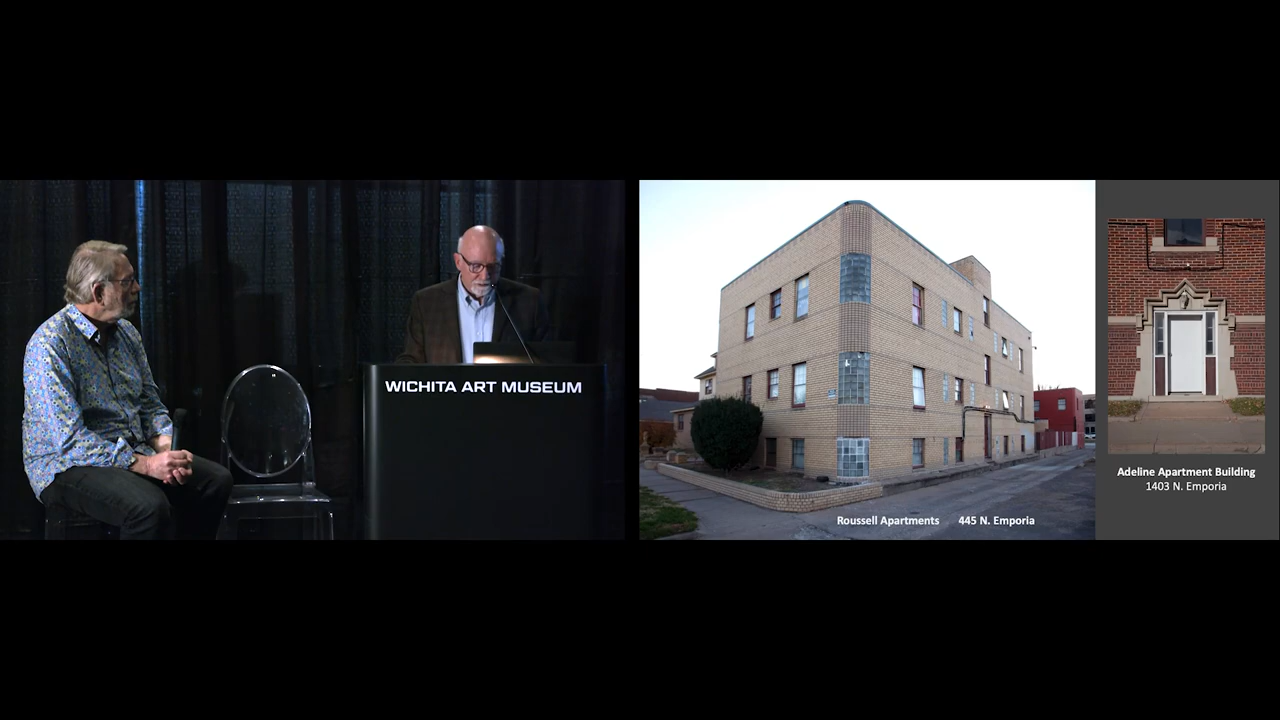 WICHITA ART MUSEUM
Roussell Apartments 445 N. Emporia
Adeline Apartment Building
1403 N. Emporia